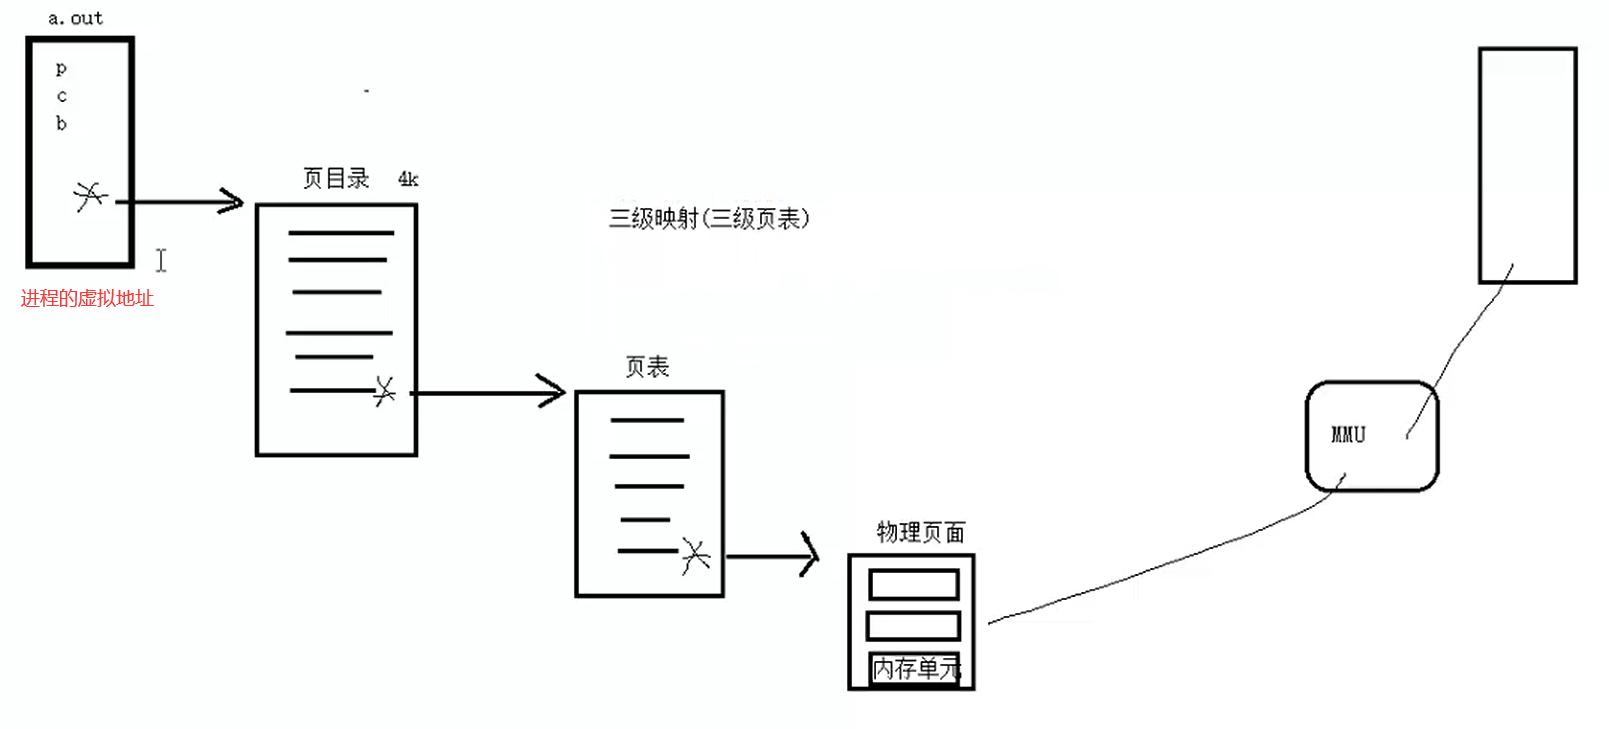 a.out
p
c
b
进程的虚拟地址
页目录 4k
三级映射(三级页表)
页表
MMU
物理页面
内存单元